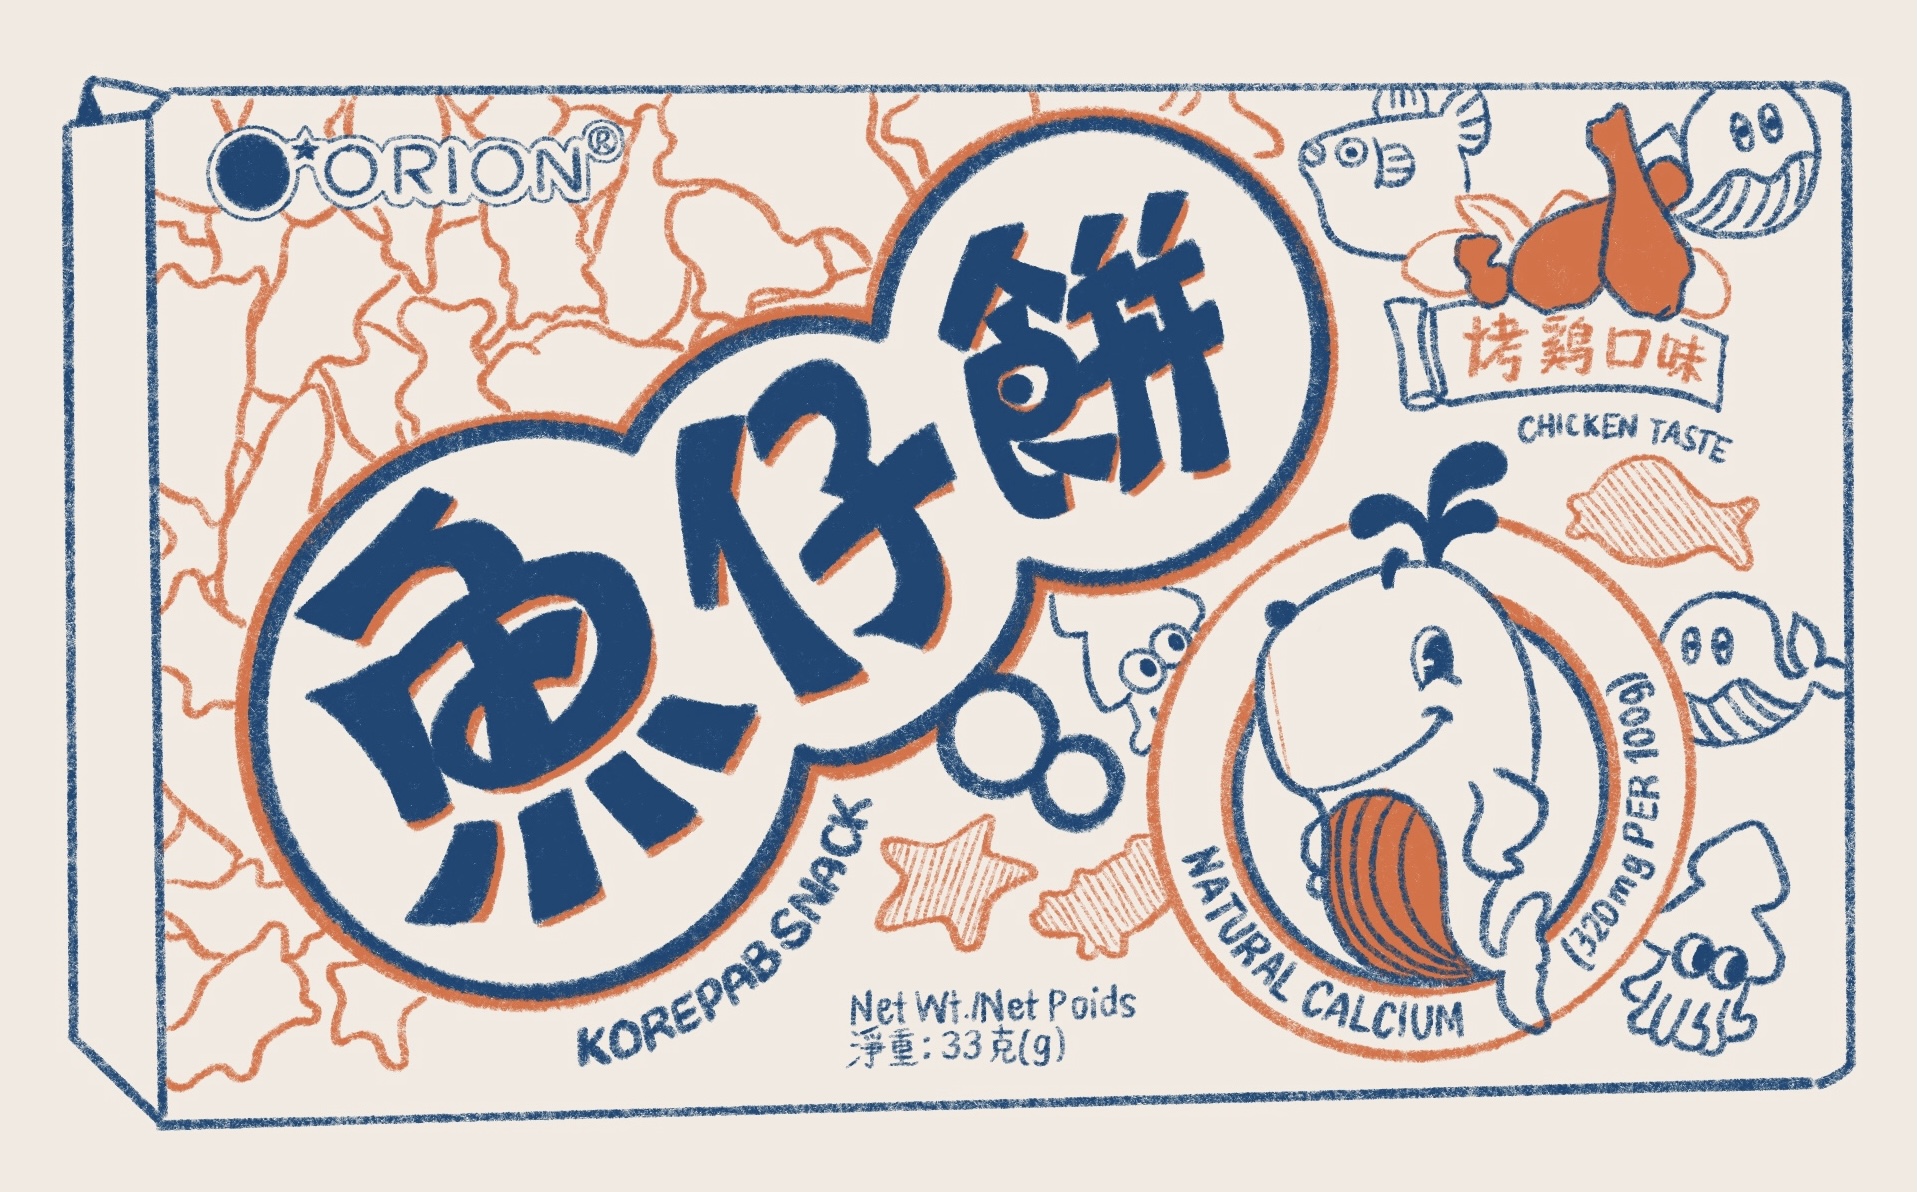 ORION®
魚仔餅
烤鷄口味
CHICKEN TASTE
KOREPAB SNACK
NATURAL CALCIUM
(320mg PER 100g)
Net Wt./Net Poids
淨重:33克(g)